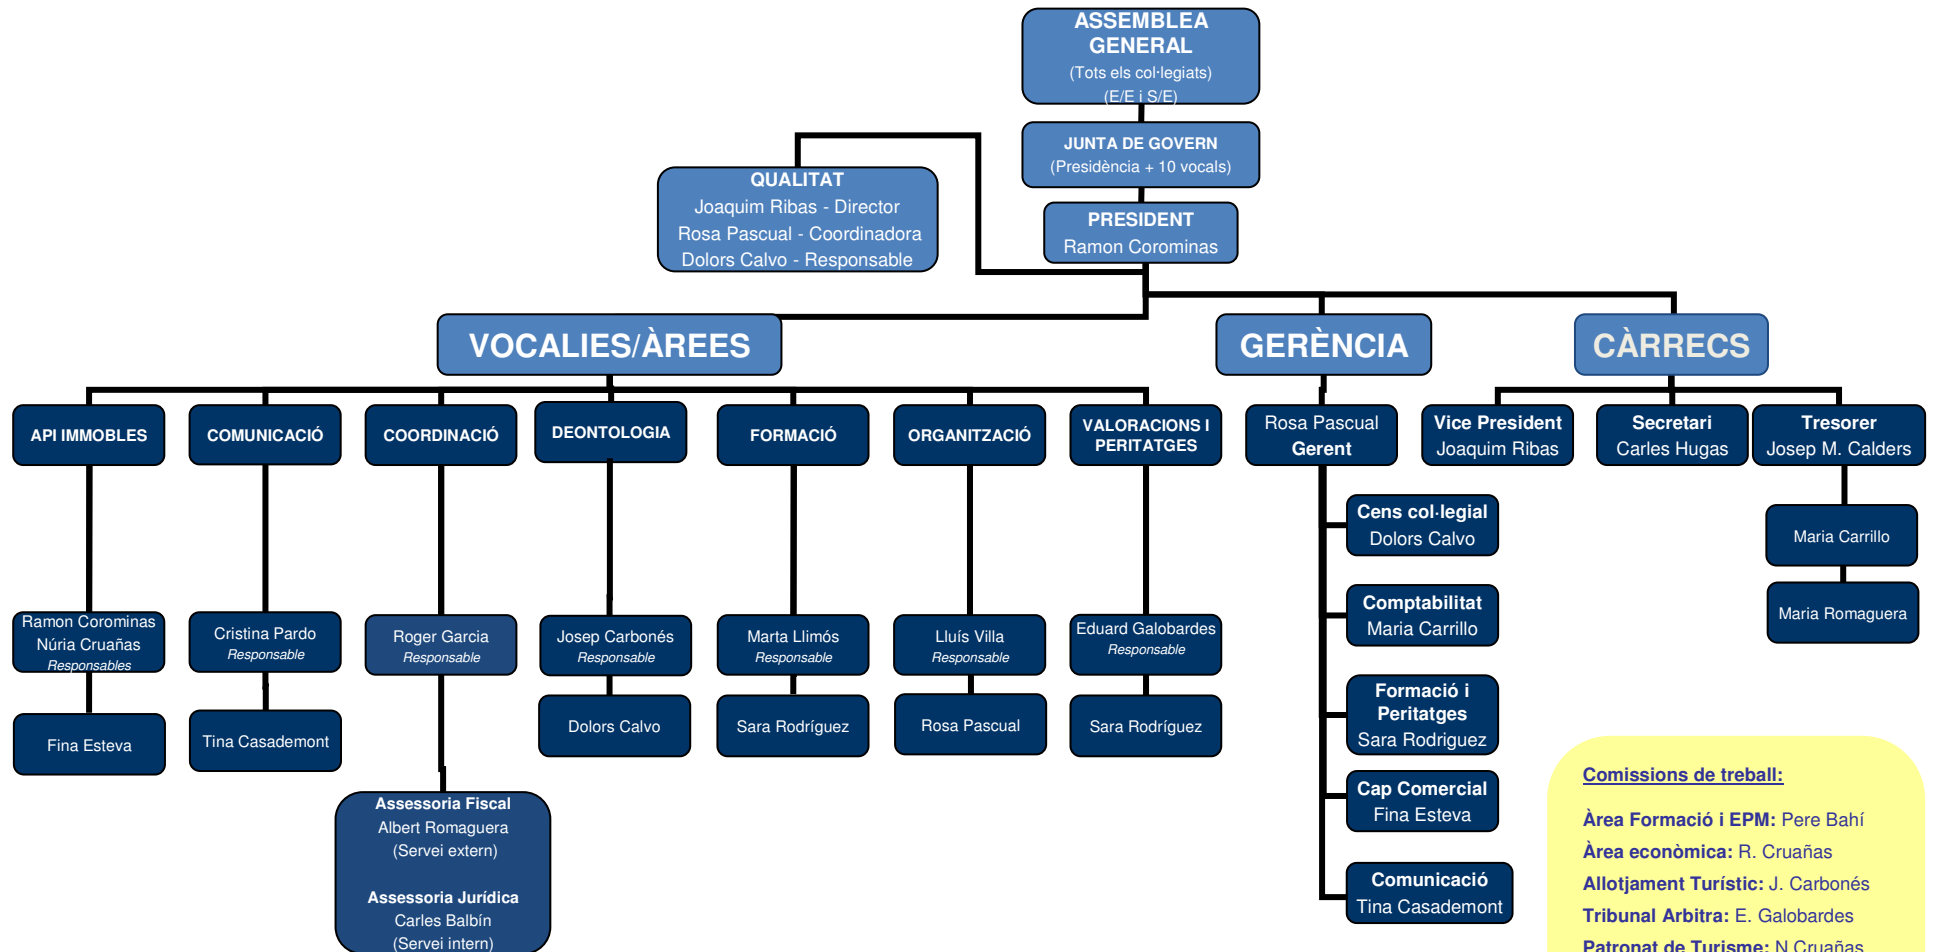 ASSEMBLEA
GENERAL
(Tots els col·legiats)
(E/E i S/E)
JUNTA DE GOVERN
(Presidència + 10 vocals)
QUALITAT
Joaquim Ribas - Director
Rosa Pascual - Coordinadora
Dolors Calvo - Responsable
PRESIDENT
Ramon Corominas
VOCALIES/ÀREES
GERÈNCIA
CÀRRECS
API IMMOBLES
COMUNICACIÓ
COORDINACIÓ
DEONTOLOGIA
FORMACIÓ
ORGANITZACIÓ
VALORACIONS I
PERITATGES
Rosa Pascual
Gerent
Vice President
Joaquim Ribas
Secretari
Carles Hugas
Tresorer
Josep M. Calders
Cens col·legial
Dolors Calvo
Maria Carrillo
Comptabilitat
Maria Carrillo
Maria Romaguera
Ramon Corominas
Núria Cruañas
Responsables
Cristina Pardo
Responsable
Roger Garcia
Responsable
Josep Carbonés
Responsable
Marta Llimós
Responsable
Lluís Villa
Responsable
Eduard Galobardes
Responsable
Fina Esteva
Tina Casademont
Dolors Calvo
Sara Rodríguez
Rosa Pascual
Sara Rodríguez
Formació i
Peritatges
Sara Rodriguez
Cap Comercial
Fina Esteva
Comunicació
Tina Casademont
Assessoria Fiscal
Albert Romaguera
(Servei extern)
Assessoria Jurídica
Carles Balbín
(Servei intern)
Comissions de treball:
Àrea Formació i EPM: Pere Bahí
Àrea econòmica: R. Cruañas
Allotjament Turístic: J. Carbonés
Tribunal Arbitra: E. Galobardes
Patronat de Turisme: N.Cruañas